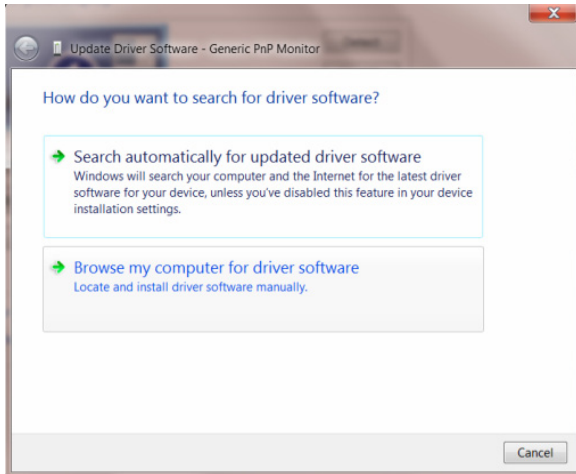 Update Driver Software - Generic PnP Monitor
How do you want to search for driver software?
Search automatically for updated driver software
Windows will search your computer and the Internet for the latest driver
software for your device, unless you've disabled this feature in your device
installation settings.
Browse my computer for driver software
Locate and install driver software manually.
Cancel